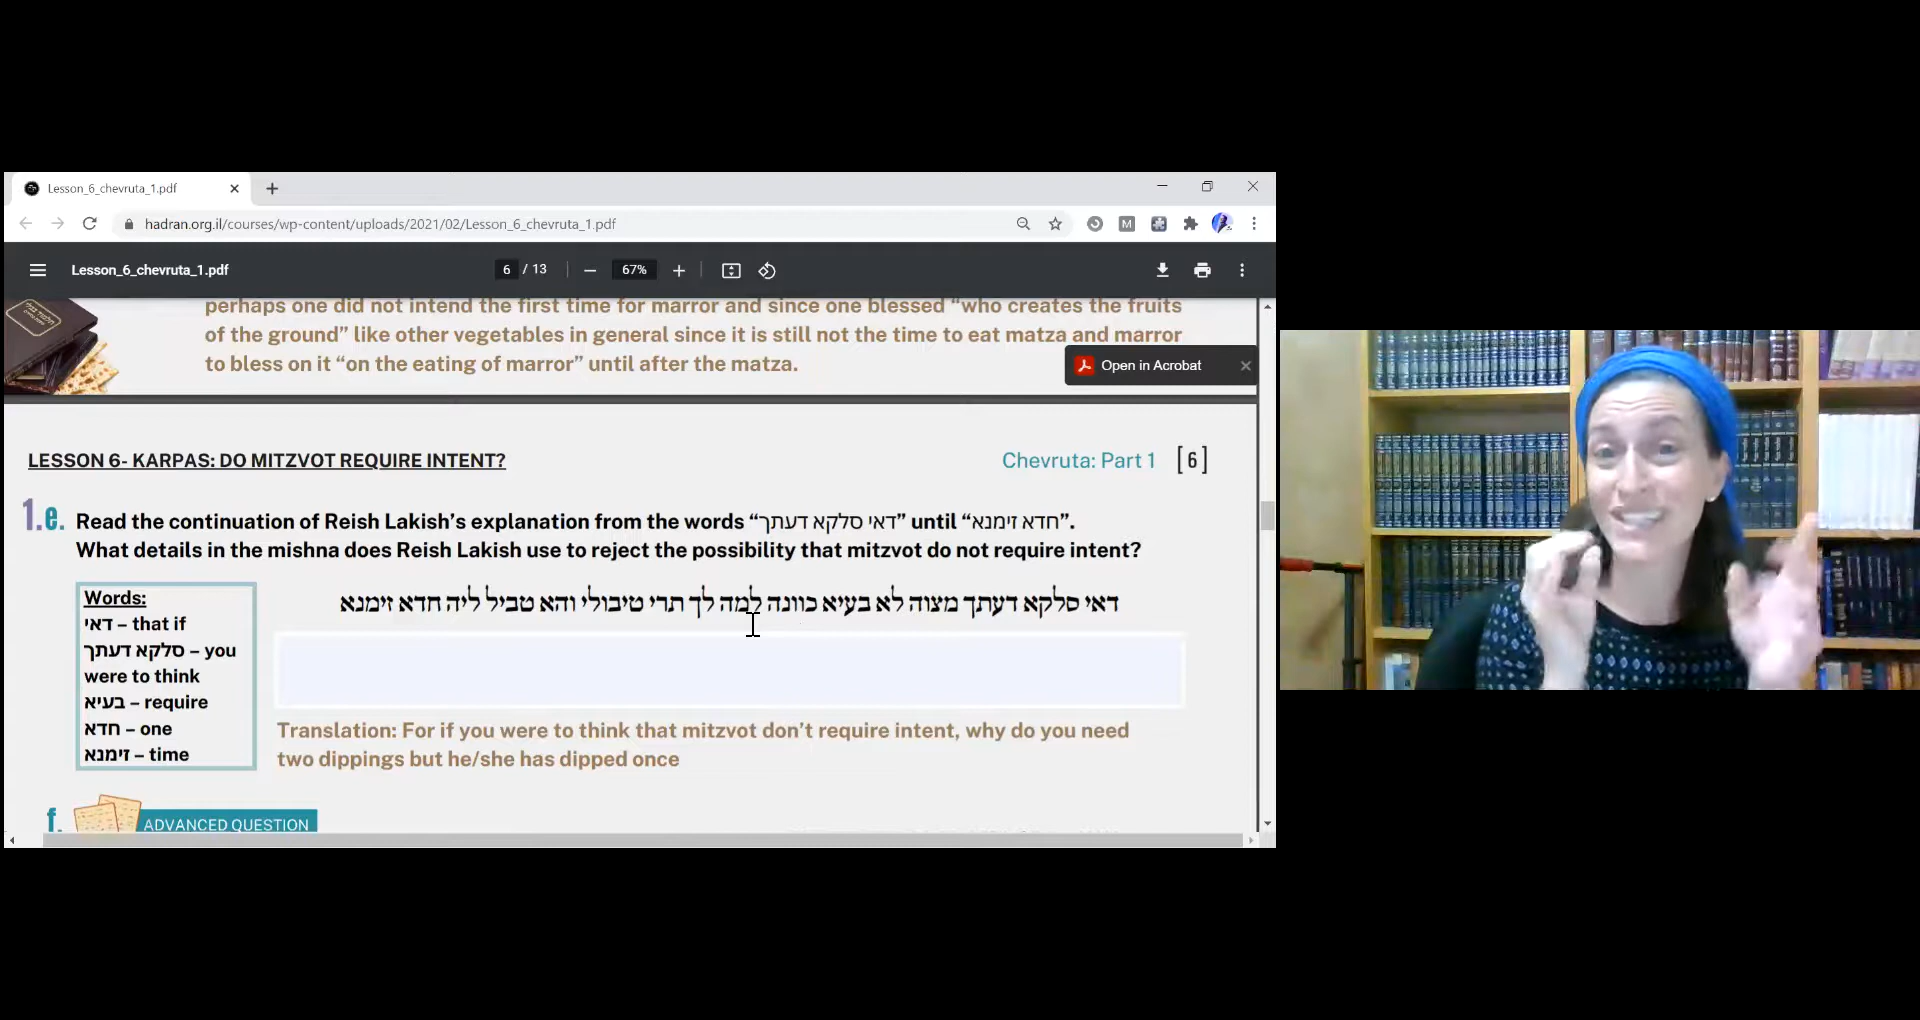 Lesson_6_chevruta_1.pdf
hadran.org.il/courses/wp-content/uploads/2021/02/Lesson_6_chevruta_1.pdf
M
Lesson_6_chevruta_1.pdf
6 / 13
67%
perhaps one did not intend the first time for marror and since one blessed “who creates the fruits
of the ground” like other vegetables in general since it is still not the time to eat matza and marror
to bless on it “on the eating of marror” until after the matza.
Open in Acrobat
LESSON 6- KARPAS: DO MITZVOT REQUIRE INTENT?
Chevruta: Part 1 [6]
1.e. Read the continuation of Reish Lakish’s explanation from the words “דאי סלקא דעתך” until “חדא זימנא”.
What details in the mishna does Reish Lakish use to reject the possibility that mitzvot do not require intent?
Words:
דאי – that if
סלקא דעתך – you
were to think
בעיא – require
חדא – one
זימנא – time
דאי סלקא דעתך מצוה לא בעיא כוונה למה לך תרי טיבולי והא טביל ליה חדא זימנא
Translation: For if you were to think that mitzvot don’t require intent, why do you need
two dippings but he/she has dipped once
f.
ADVANCED QUESTION